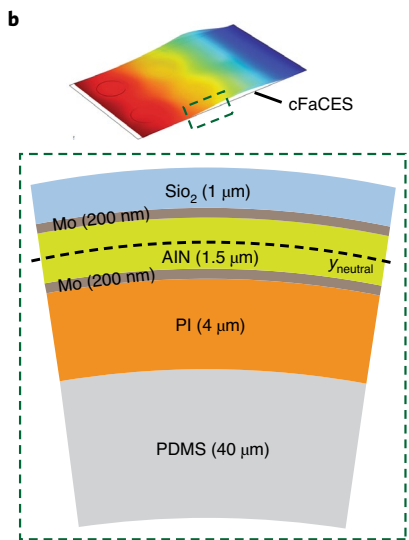 b
cFaCES
Sio₂ (1 μm)
Mo (200 nm)
AlN (1.5 μm)
yneutral
Mo (200 nm)
PI (4 μm)
PDMS (40 μm)